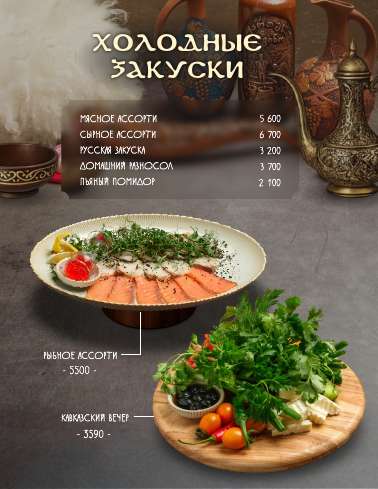 ХОЛОДНЫЕ
ЗАКУСКИ
МЯСНОЕ АССОРТИ 5 600
СЫРНОЕ АССОРТИ 6 700
РУССКАЯ ЗАКУСКА 3 200
ДОМАШНИЙ РАЗНОСОЛ 3 700
ПЬЯНЫЙ ПОМИДОР 2 100
РЫБНОЕ АССОРТИ
- 5500 -
КАВКАЗСКИЙ ВЕЧЕР
- 3590 -